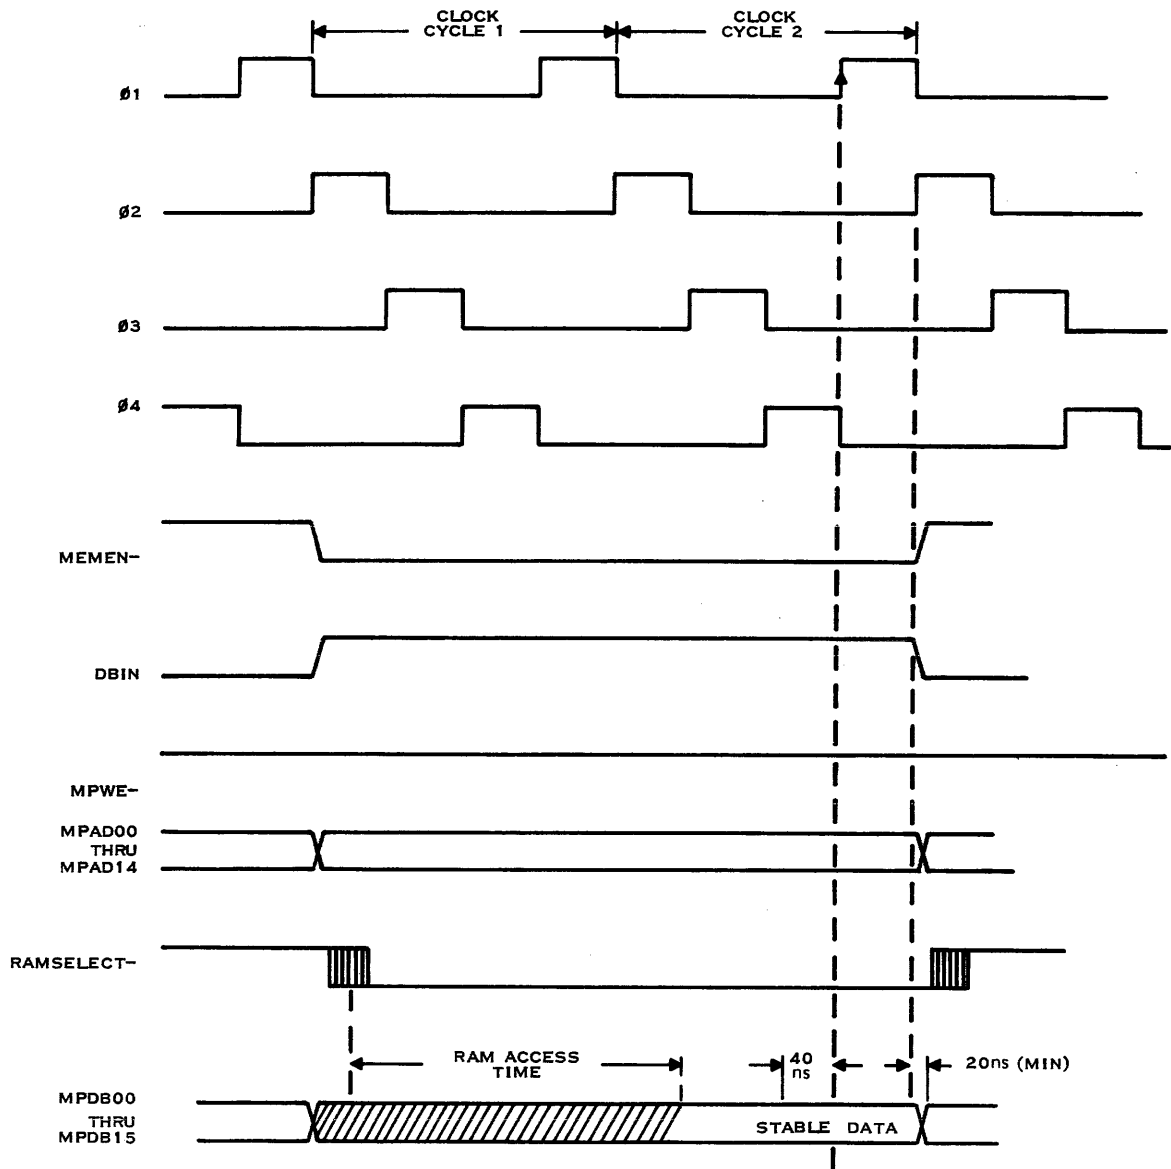 CLOCK
CYCLE 1
CLOCK
CYCLE 2
Ø1
Ø2
Ø3
Ø4
MEMEN-
DBIN
MPWE-
MPAD00
THRU
MPAD14
RAMSELECT-
RAM ACCESS
TIME
40
ns
20ns (MIN)
MPDB00
THRU
MPDB15
STABLE DATA